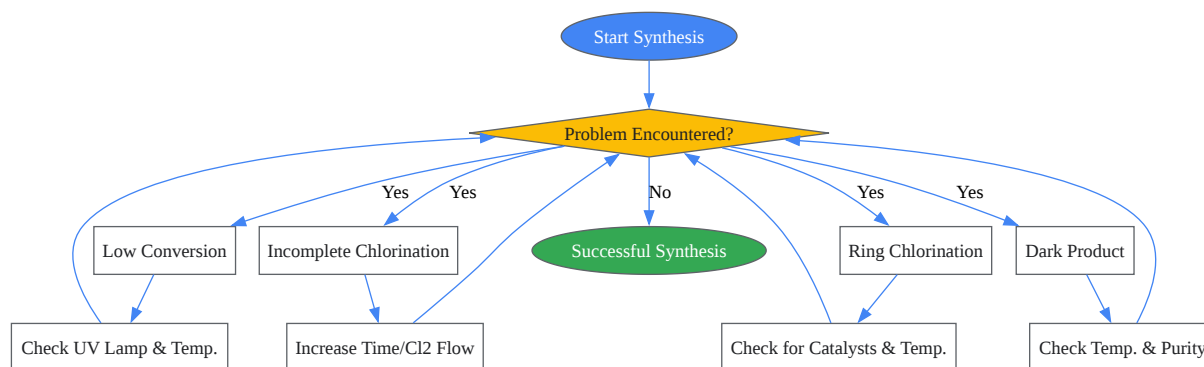 Start Synthesis
Problem Encountered?
Yes
Yes
No
Yes
Yes
Low Conversion
Incomplete Chlorination
Successful Synthesis
Ring Chlorination
Dark Product
Check UV Lamp & Temp.
Increase Time/Cl2 Flow
Check for Catalysts & Temp.
Check Temp. & Purity